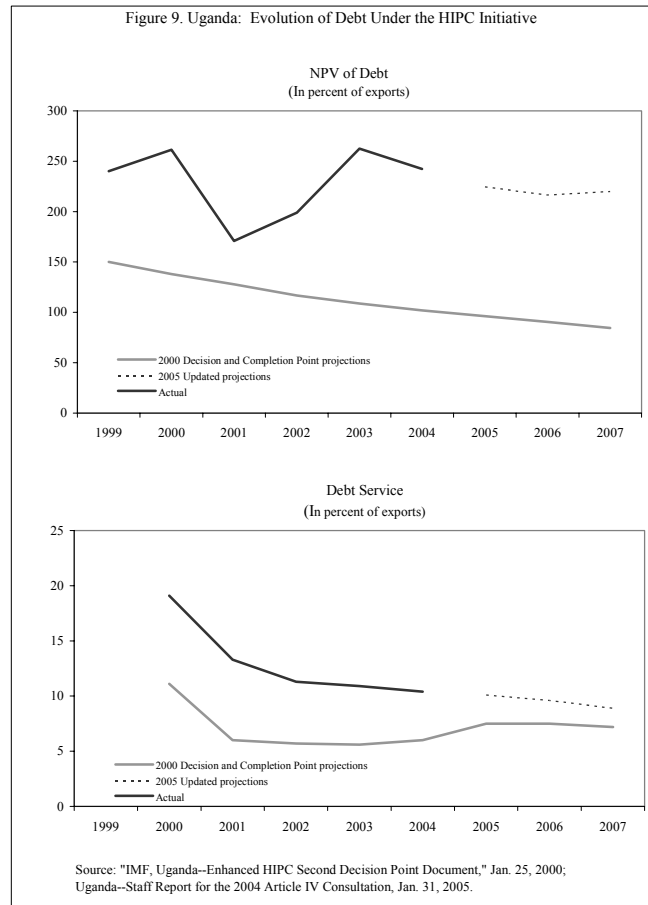 Figure 9. Uganda:  Evolution of Debt Under the HIPC Initiative
NPV of Debt
(In percent of exports)
300
250
200
150
100
50
0
2000 Decision and Completion Point projections
2005 Updated projections
Actual
1999 2000 2001 2002 2003 2004 2005 2006 2007
Debt Service
(In percent of exports)
25
20
15
10
5
0
2000 Decision and Completion Point projections
2005 Updated projections
Actual
1999 2000 2001 2002 2003 2004 2005 2006 2007
Source: "IMF, Uganda--Enhanced HIPC Second Decision Point Document," Jan. 25, 2000;
Uganda--Staff Report for the 2004 Article IV Consultation, Jan. 31, 2005.